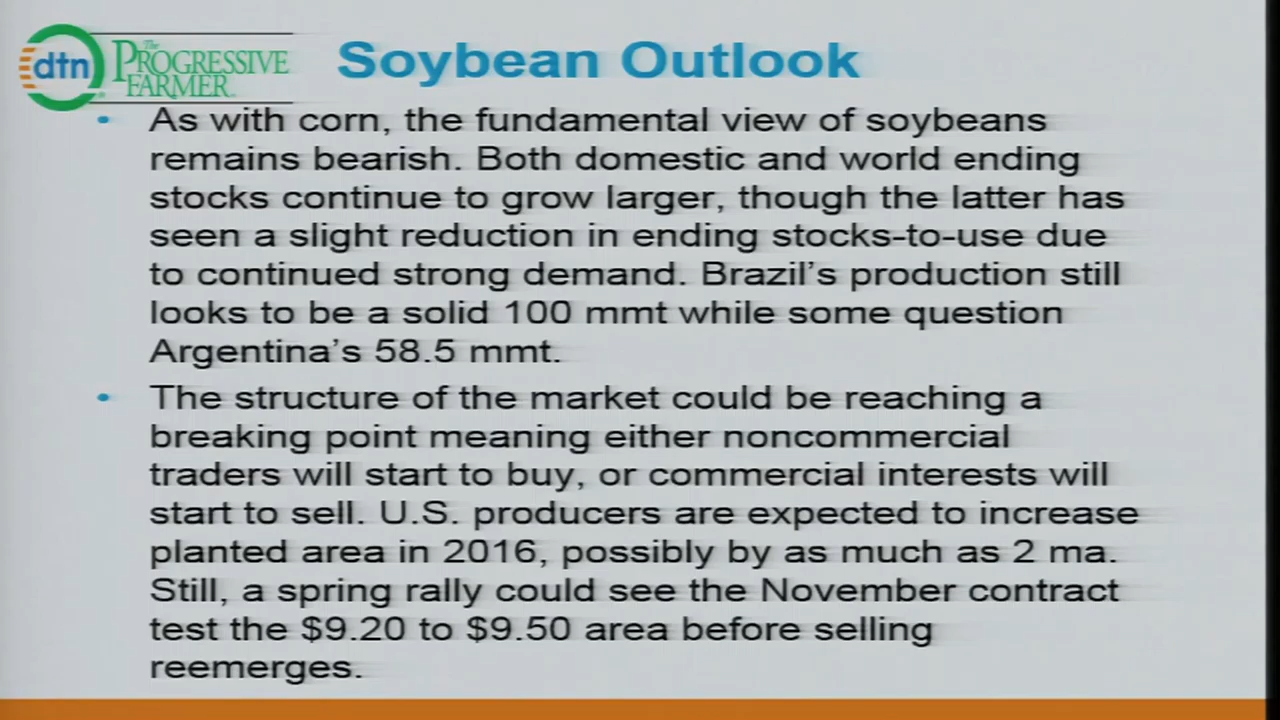 dtn
The
PROGRESSIVE
FARMER
Soybean Outlook
• As with corn, the fundamental view of soybeans
remains bearish. Both domestic and world ending
stocks continue to grow larger, though the latter has
seen a slight reduction in ending stocks-to-use due
to continued strong demand. Brazil’s production still
looks to be a solid 100 mmt while some question
Argentina’s 58.5 mmt.
• The structure of the market could be reaching a
breaking point meaning either noncommercial
traders will start to buy, or commercial interests will
start to sell. U.S. producers are expected to increase
planted area in 2016, possibly by as much as 2 ma.
Still, a spring rally could see the November contract
test the $9.20 to $9.50 area before selling
reemerges.